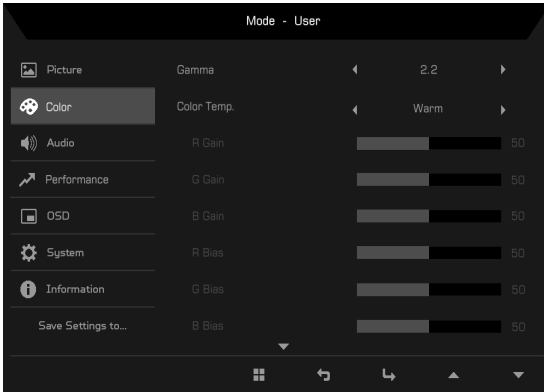 Mode - User
Picture
Gamma 2.2
Color
Color Temp. Warm
Audio
R Gain 50
Performance
G Gain 50
OSD
B Gain 50
System
R Bias 50
Information
G Bias 50
Save Settings to...
B Bias 50